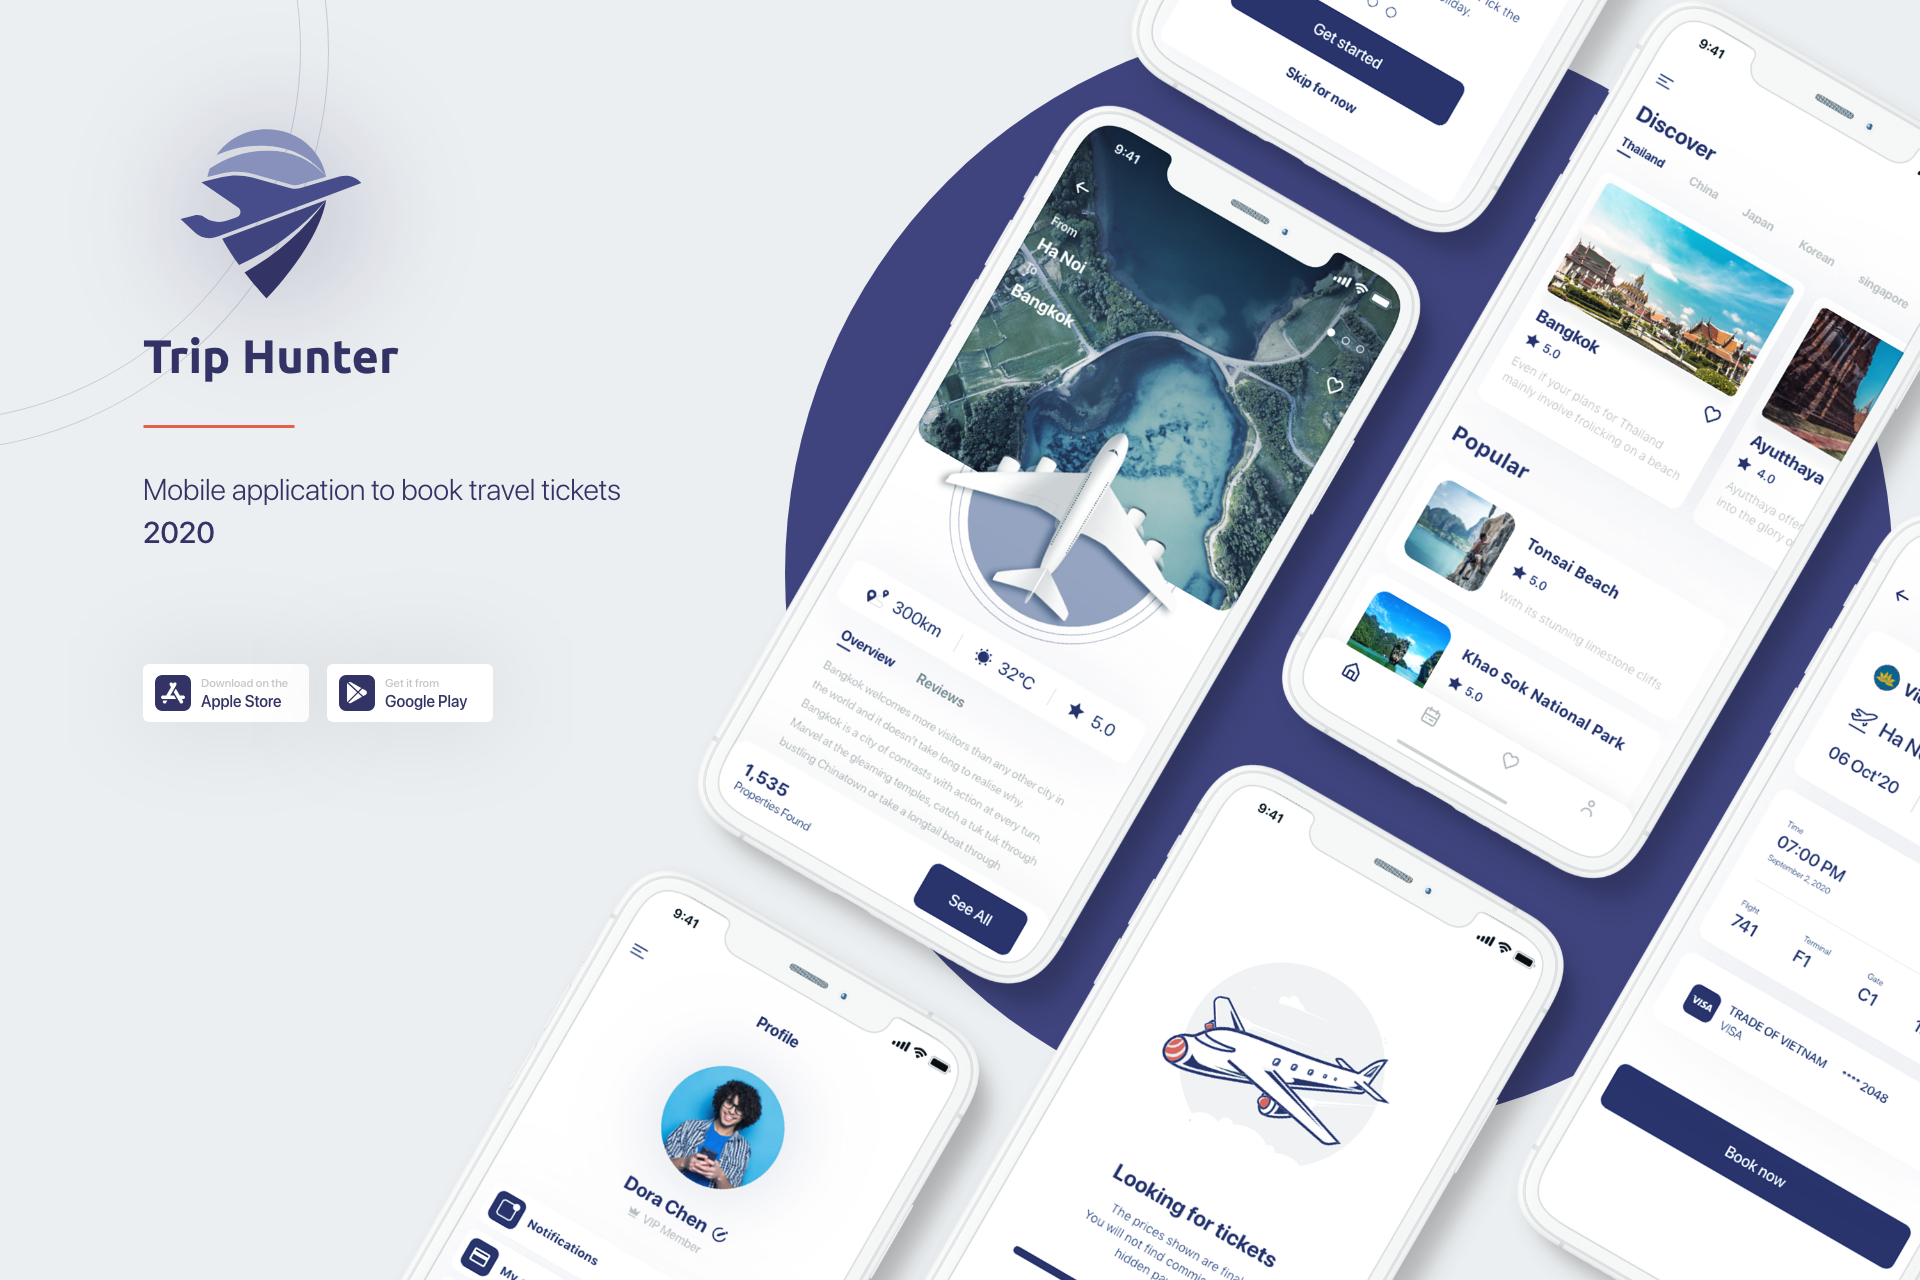 Trip Hunter
Mobile application to book travel tickets
2020
Download on the
Apple Store
Get it from
Google Play
the
Get started
Skip for now
9:41
From
Ha Noi
To
Bangkok
300km
32°C
5.0
Overview
Reviews
Bangkok welcomes more visitors than any other city in
the world and it doesn't take long to realise why.
Bangkok is a city of contrasts with action at every turn.
Marvel at the gleaming temples, catch a tuk tuk through
bustling Chinatown or take a longtail boat through
1,535
Properties Found
See All
9:41
Discover
Thailand
China
Japan
Korean
singapore
Bangkok
5.0
Even if your plans for Thailand
mainly involve frolicking on a beach
Ayutthaya
4.0
Ayutthaya offer
into the glory
Popular
Tonsai Beach
5.0
With its stunning limestone cliffs
Khao Sok National Park
5.0
9:41
Profile
Dora Chen
VIP Member
Notifications
My
9:41
Looking for tickets
The prices shown are final
You will not find
hidden
Ha
06 Oct'20
Time
07:00 PM
September 2, 2020
Flight
741
Terminal
F1
Gate
C1
VISA
TRADE OF VIETNAM
VISA
**** 2048
Book now